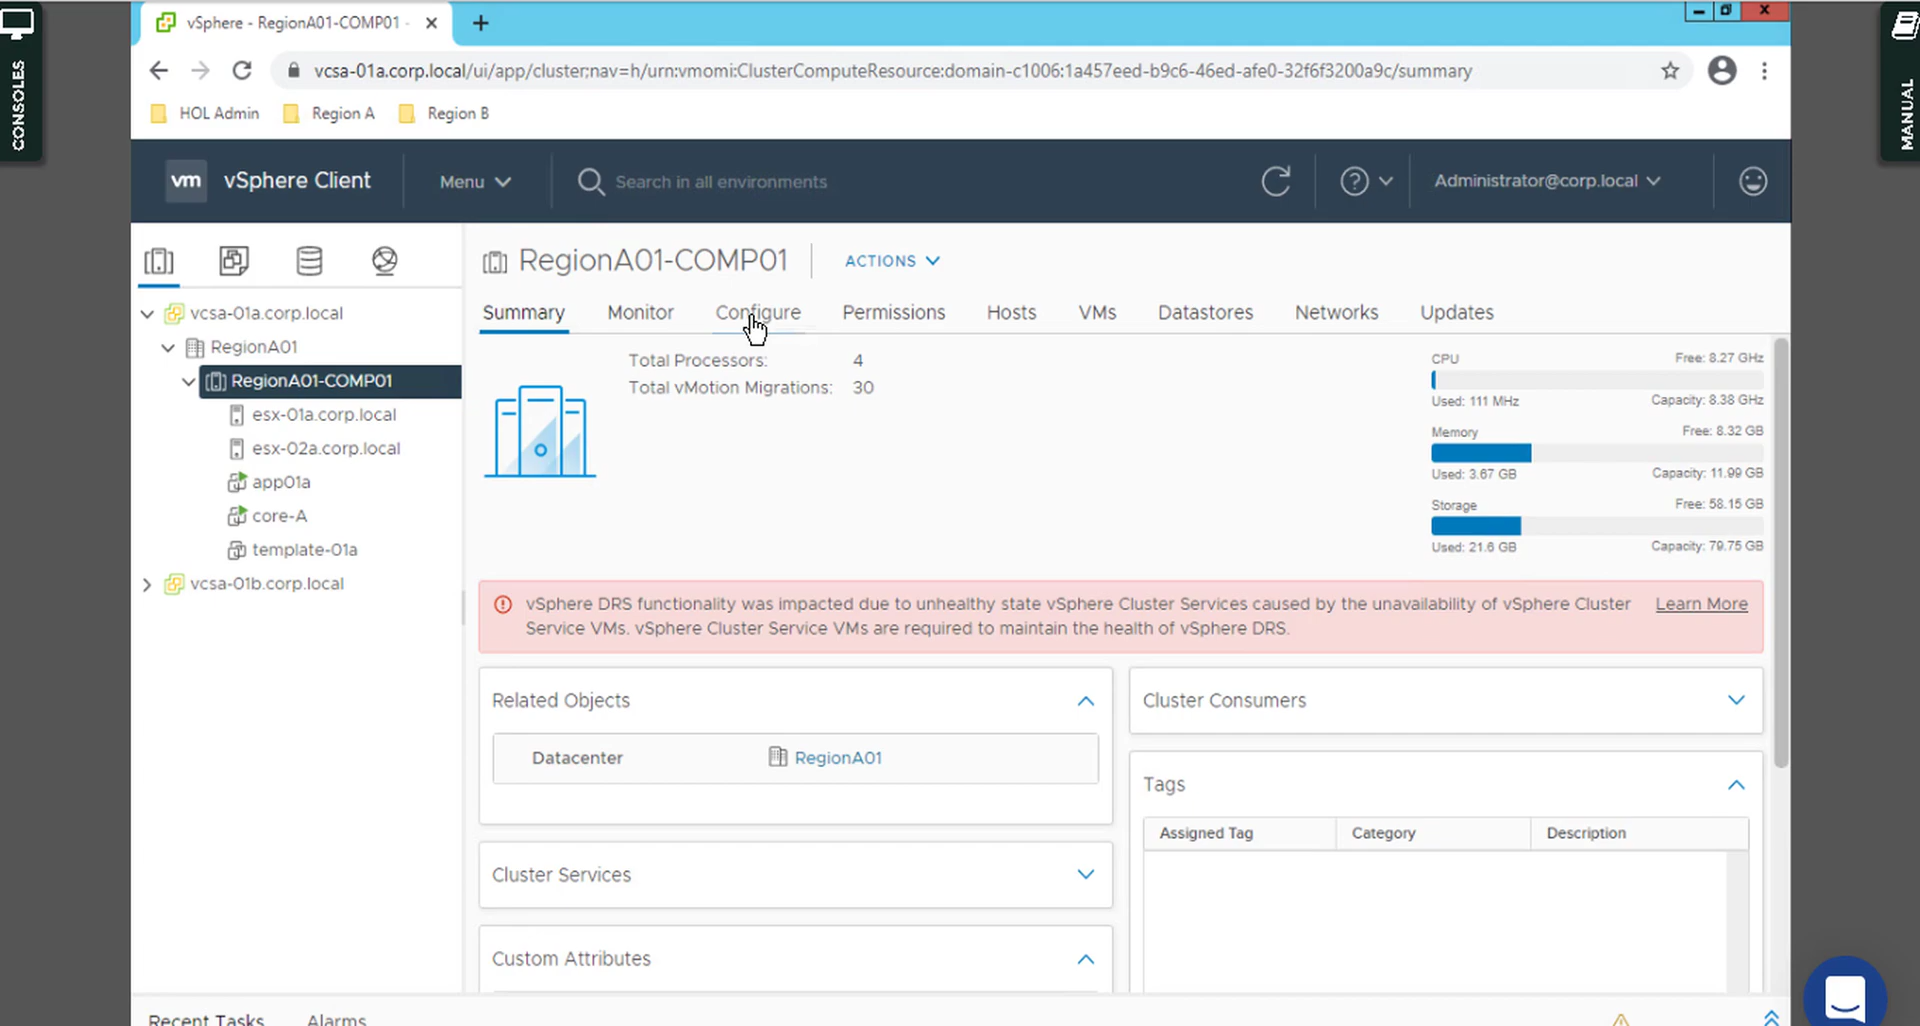 CONSOLES
MANUAL
vSphere - RegionA01-COMP01 -
vcsa-01a.corp.local/ui/app/cluster;nav=h/urn:vmomi:ClusterComputeResource:domain-c1006:1a457eed-b9c6-46ed-afe0-32f6f3200a9c/summary
HOL Admin Region A Region B
vm vSphere Client Menu Search in all environments Administrator@corp.local
RegionA01-COMP01 ACTIONS
Summary Monitor Configure Permissions Hosts VMs Datastores Networks Updates
vcsa-01a.corp.local
RegionA01
RegionA01-COMP01
esx-01a.corp.local
esx-02a.corp.local
app01a
core-A
template-01a
vcsa-01b.corp.local
Total Processors: 4
Total vMotion Migrations: 30
CPU Free: 8.27 GHz
Used: 111 MHz Capacity: 8.38 GHz
Memory Free: 8.32 GB
Used: 3.67 GB Capacity: 11.99 GB
Storage Free: 58.15 GB
Used: 21.6 GB Capacity: 79.75 GB
vSphere DRS functionality was impacted due to unhealthy state vSphere Cluster Services caused by the unavailability of vSphere Cluster Learn More
Service VMs. vSphere Cluster Service VMs are required to maintain the health of vSphere DRS.
Related Objects
Datacenter RegionA01
Cluster Services
Custom Attributes
Cluster Consumers
Tags
Assigned Tag Category Description
Recent Tasks Alarms